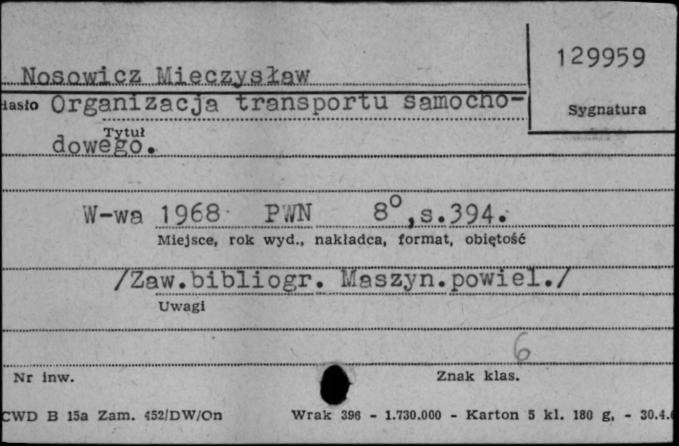 129959
Nosowicz Mieczysław
Sygnatura
Organizacja transportu samocho-
Tytuł
dowego.
W-wa 1968 PWN 8°,s.394.
Miejsce, rok wyd., nakładca, format, objętość
/Zaw.bibliogr. Maszyn.powiel./
Uwagi
6
Nr inw. Znak klas.
CWD B 15a Zam. 452/DW/On Wrak 396 - 1.730.000 - Karton 5 kl. 180 g. - 30.4.